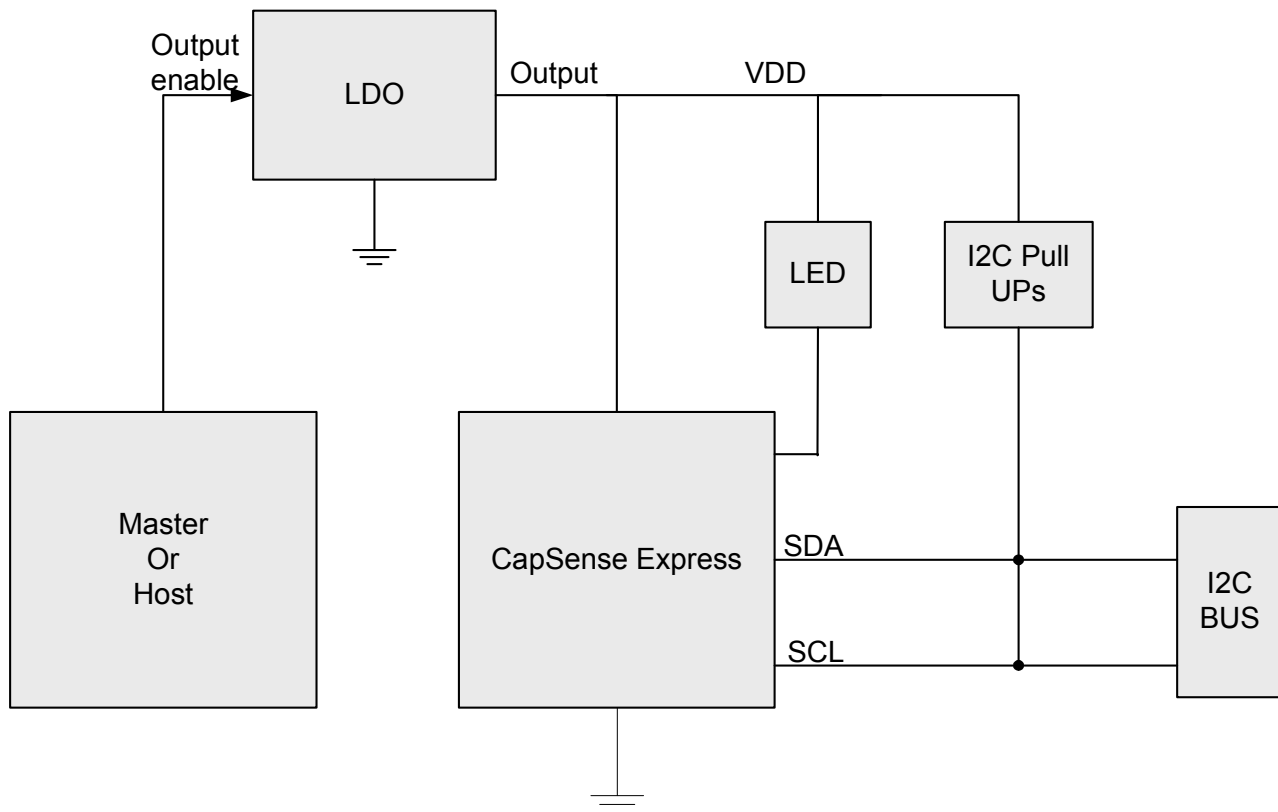 Output
enable
LDO
Output
VDD
LED
I2C Pull
UPs
Master
Or
Host
CapSense Express
SDA
SCL
I2C
BUS